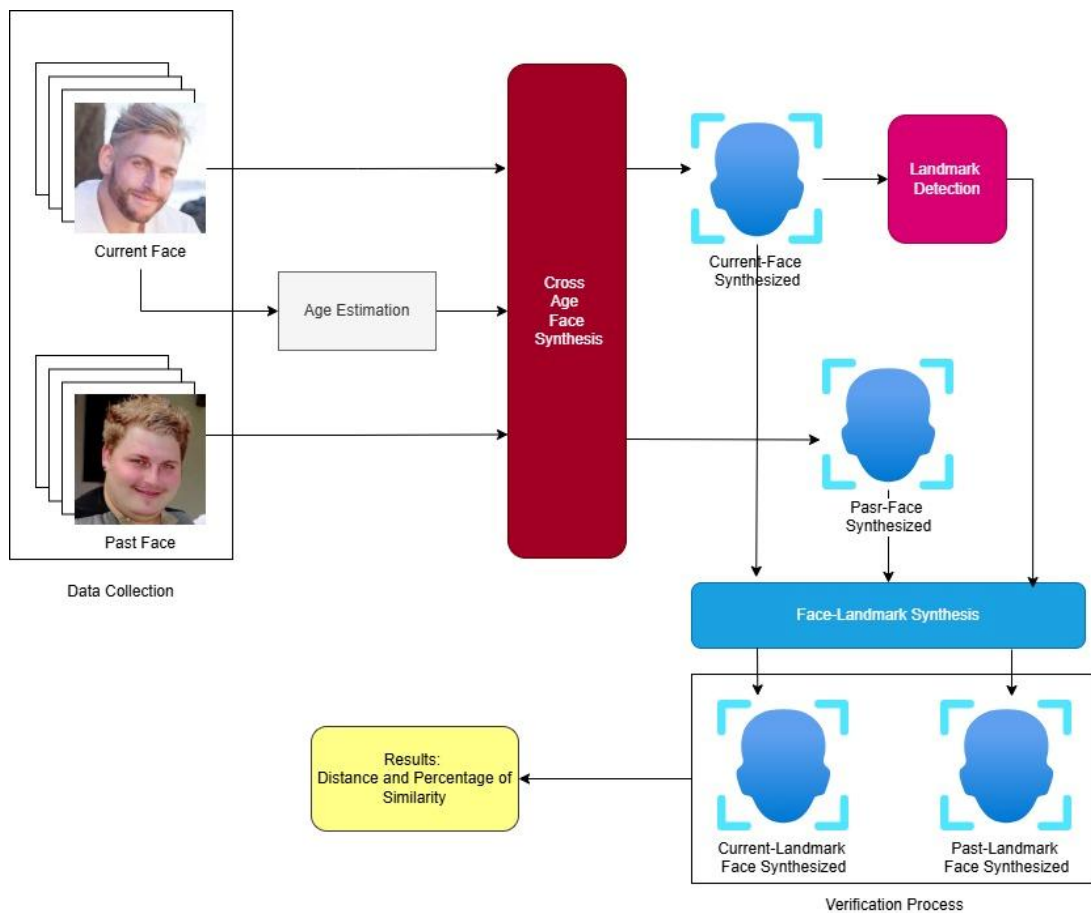 Current Face
Age Estimation
Past Face
Data Collection
Cross
Age
Face
Synthesis
Current-Face
Synthesized
Landmark
Detection
Pasr-Face
Synthesized
Face-Landmark Synthesis
Results:
Distance and Percentage of
Similarity
Current-Landmark
Face Synthesized
Past-Landmark
Face Synthesized
Verification Process